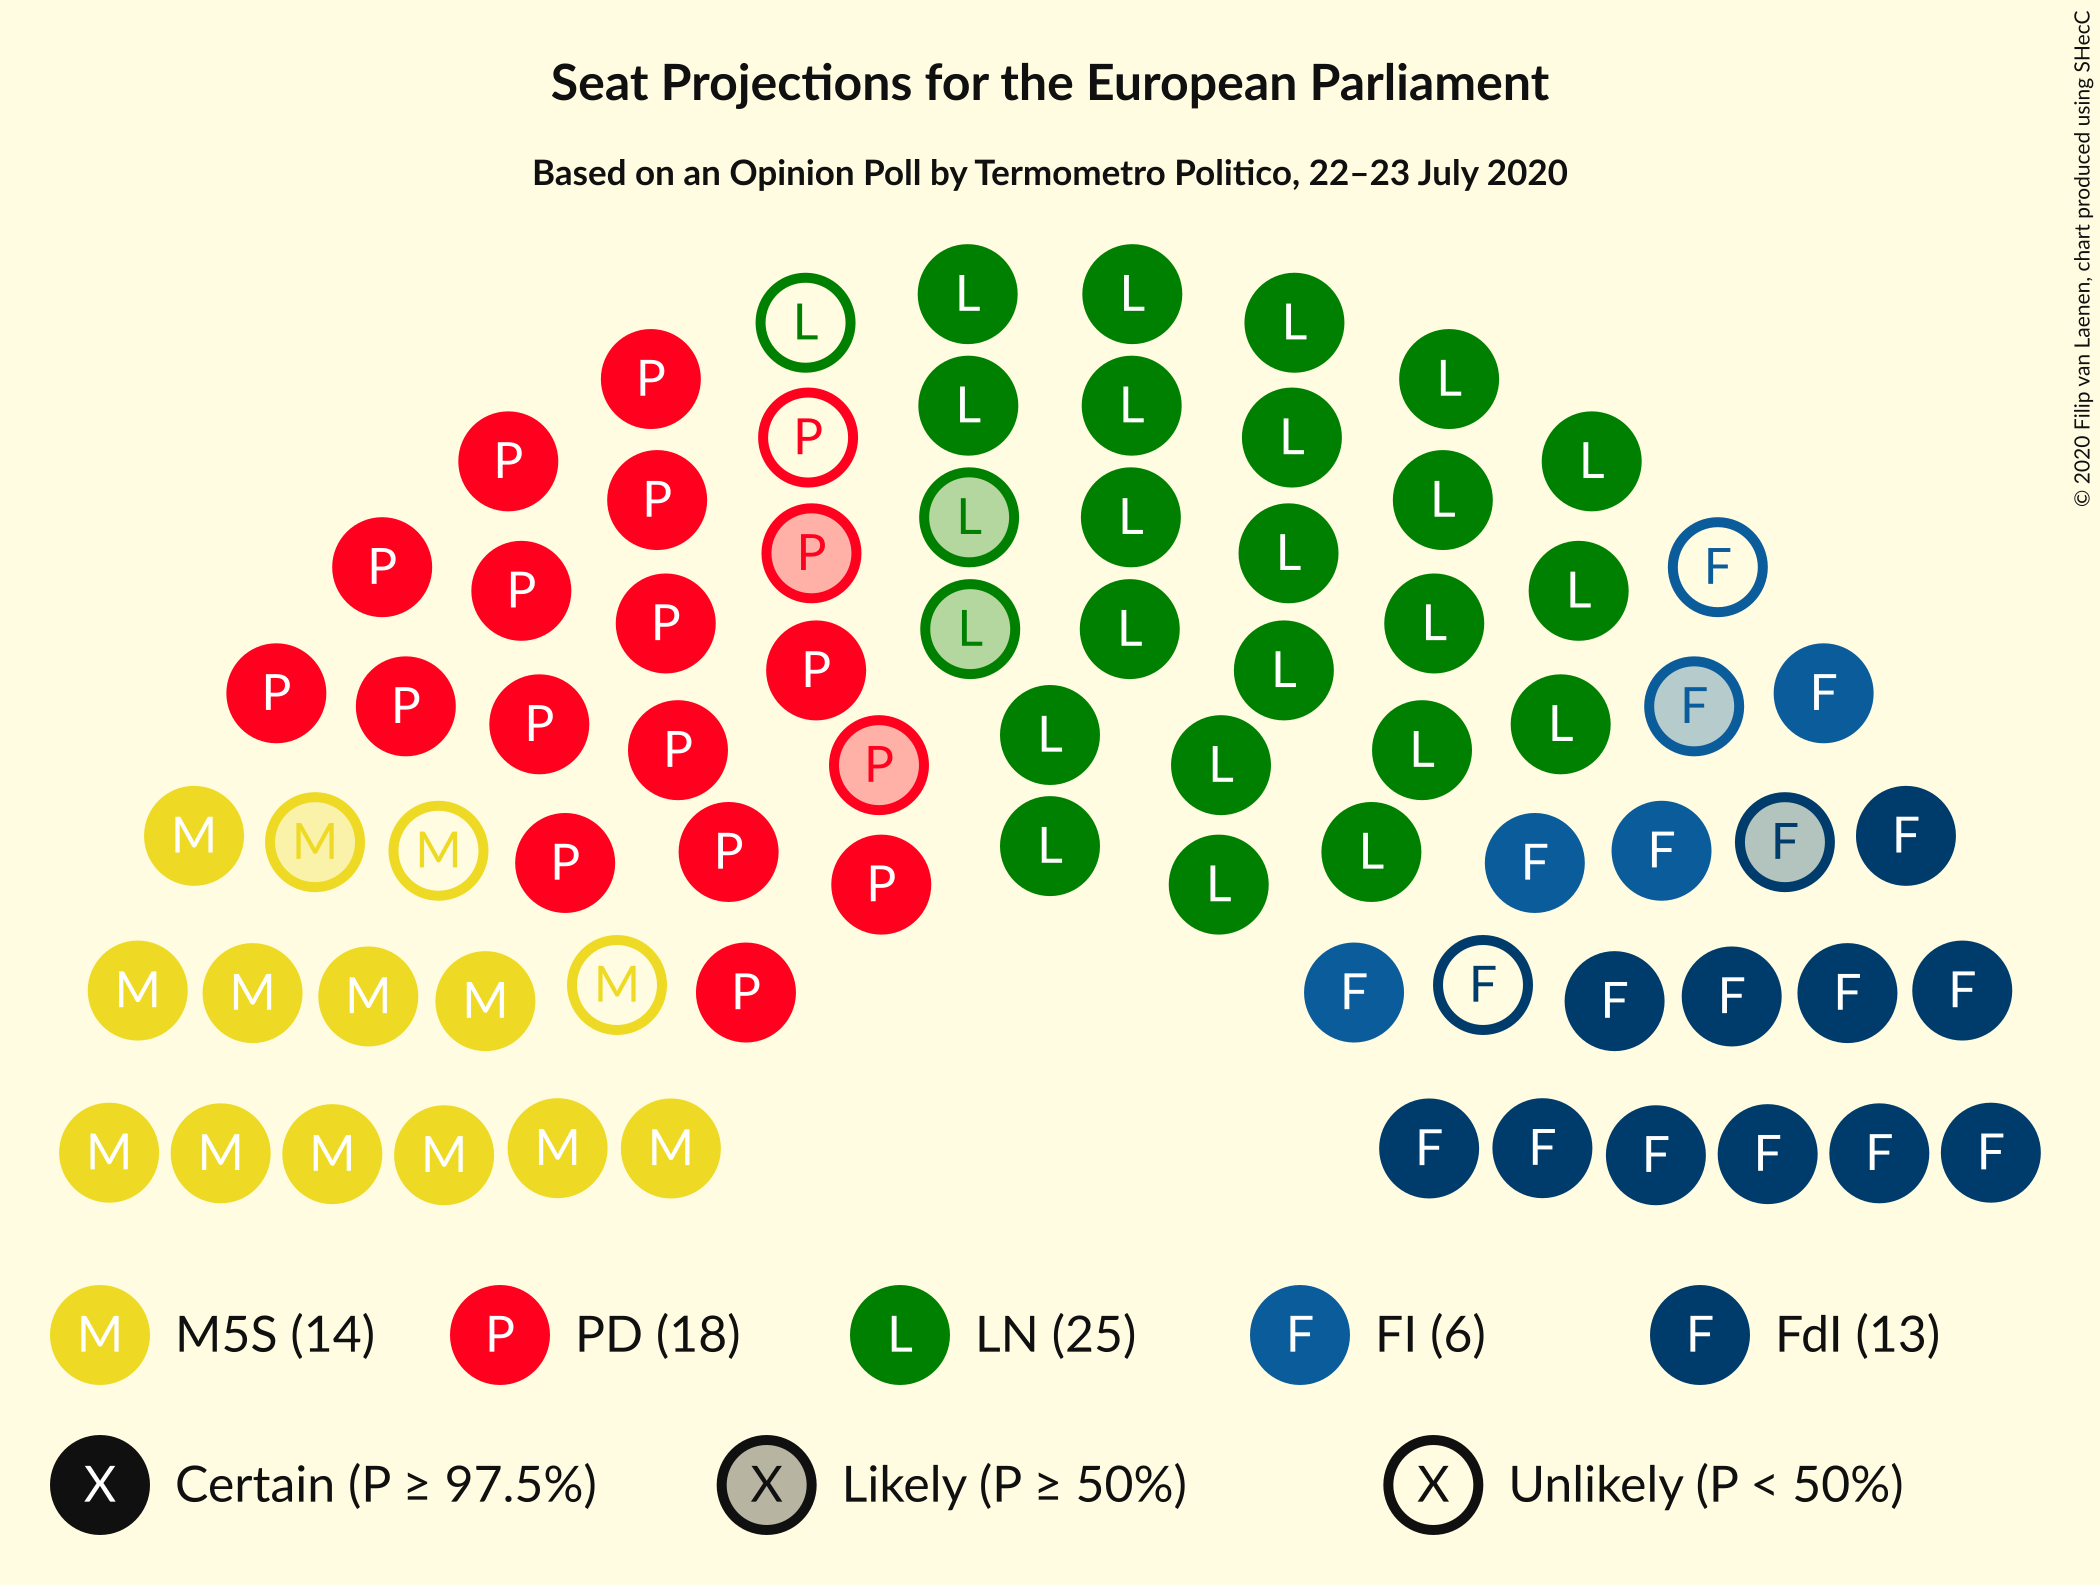 Seat Projections for the European Parliament
Based on an Opinion Poll by Termometro Politico, 22–23 July 2020
© 2020 Filip van Laenen, chart produced using SHecC
L L L L
P L
P L L L
P L
P L L
P L L L
P L F
P L
P L L L
P L
P L L
P L
P P F F
P L
P L
P L
P L L
M M F F
M P P L L F F F
P L
M M M M M P F F F F F F
M M M M M M F F F F F F
M M5S (14) P PD (18) L LN (25) F FI (6) F FdI (13)
X Certain (P ≥ 97.5%) X Likely (P ≥ 50%) X Unlikely (P < 50%)